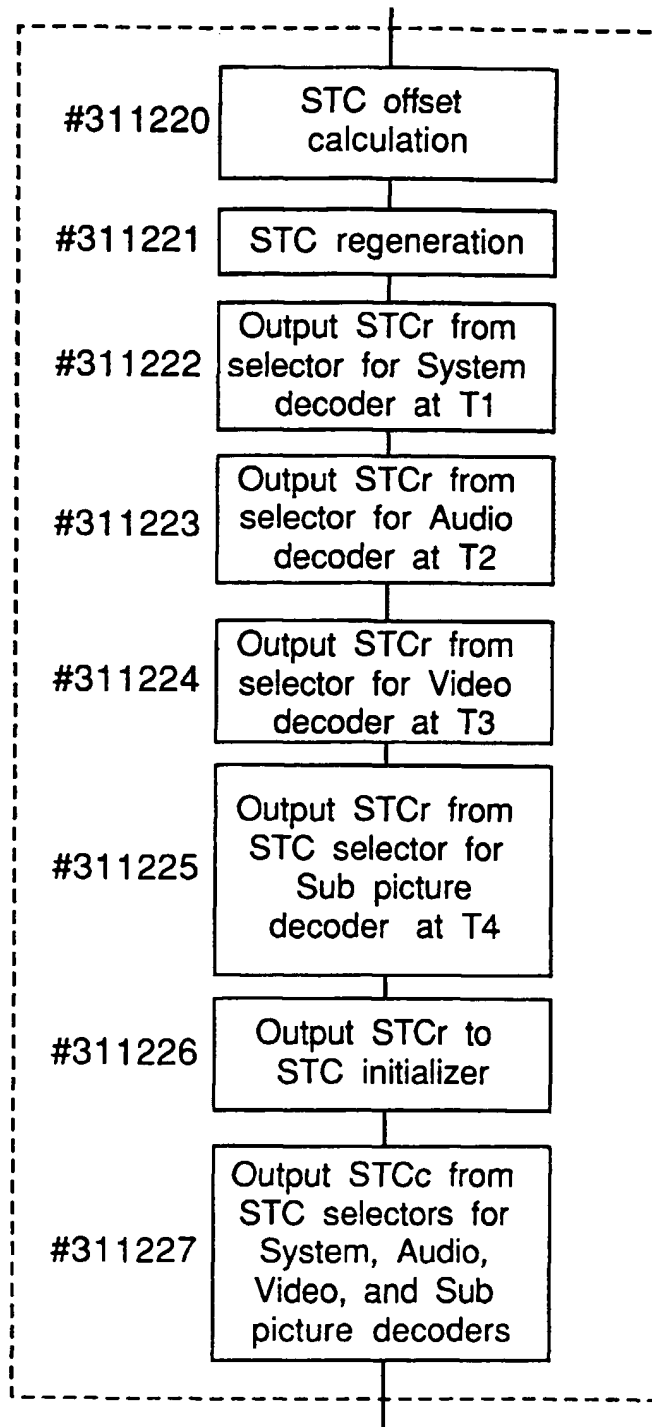 #311220
STC offset
calculation
#311221
STC regeneration
#311222
Output STCr from
selector for System
decoder at T1
#311223
Output STCr from
selector for Audio
decoder at T2
#311224
Output STCr from
selector for Video
decoder at T3
#311225
Output STCr from
STC selector for
Sub picture
decoder at T4
#311226
Output STCr to
STC initializer
#311227
Output STCc from
STC selectors for
System, Audio,
Video, and Sub
picture decoders